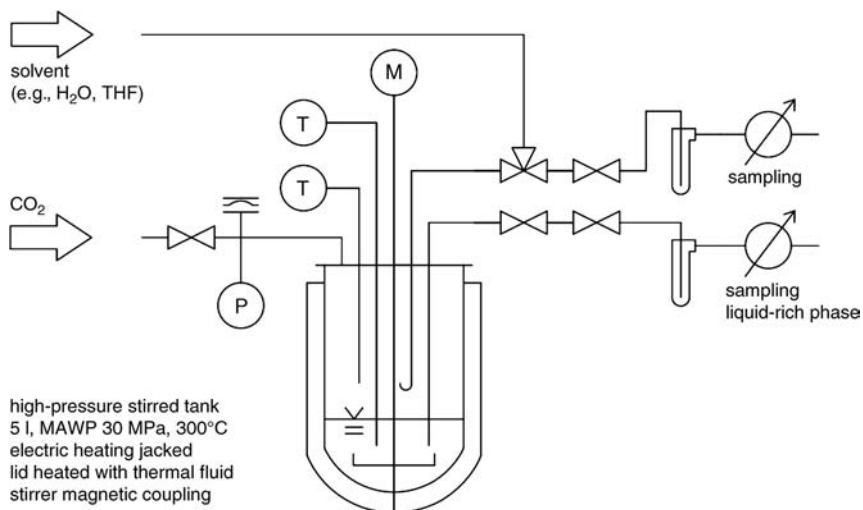 solvent
(e.g., H₂O, THF)
M
T
T
sampling
CO₂
P
sampling
liquid-rich phase
high-pressure stirred tank
5 l, MAWP 30 MPa, 300°C
electric heating jacked
lid heated with thermal fluid
stirrer magnetic coupling